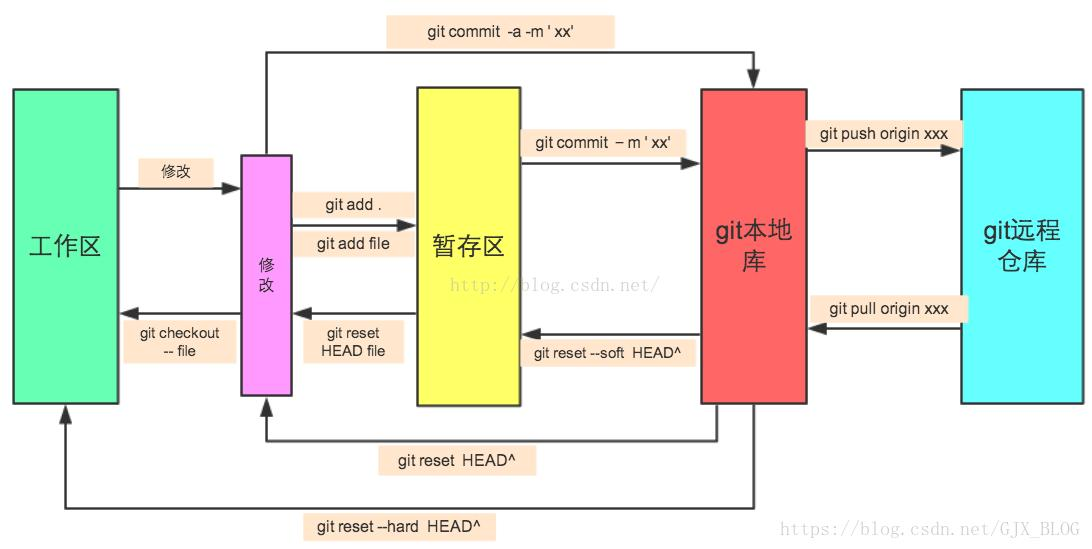 git commit -a -m ' xx'
git commit – m ' xx'
git push origin xxx
修改
git add .
git add file
工作区
修
改
暂存区
git本地
库
git远程
仓库
http://blog.csdn.net/
git pull origin xxx
git checkout
-- file
git reset
HEAD file
git reset --soft HEAD^
git reset HEAD^
git reset --hard HEAD^
https://blog.csdn.net/GJX_BLOG